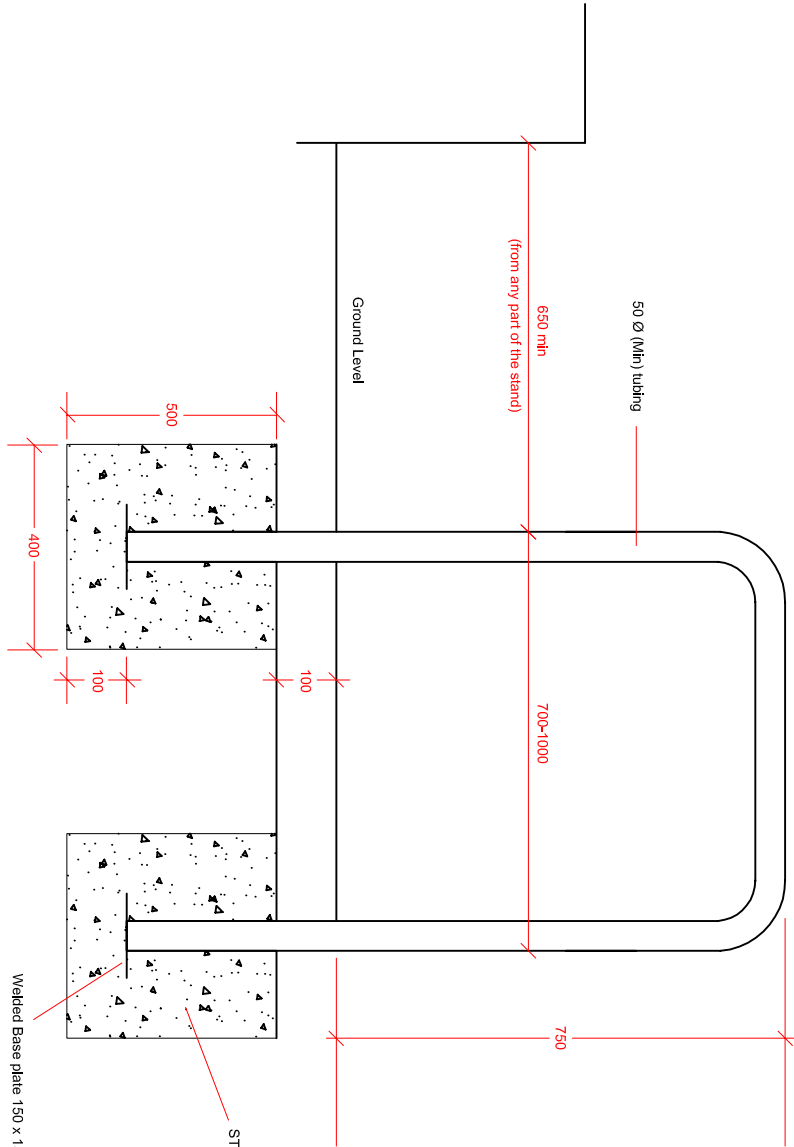 50 Ø (Min) tubing
650 min
(from any part of the stand)
Ground Level
700-1000
750
500
400
100
100
ST
Welded Base plate 150 x 1